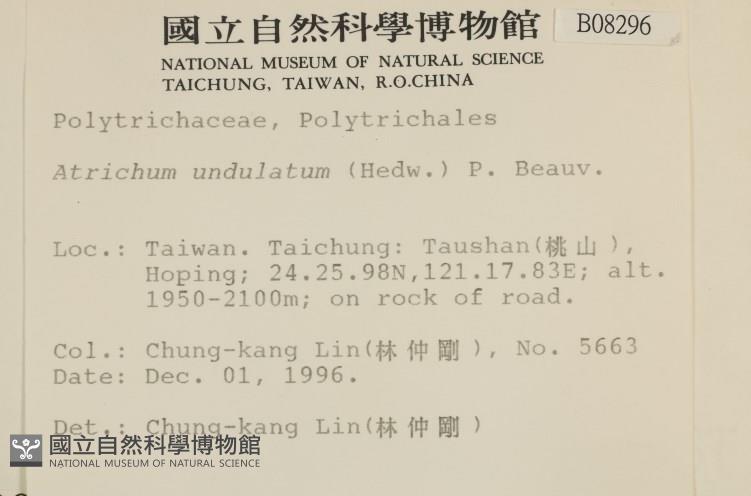 國立自然科學博物館
B08296
NATIONAL MUSEUM OF NATURAL SCIENCE
TAICHUNG, TAIWAN, R.O.CHINA
Polytrichaceae, Polytrichales
Atrichum undulatum (Hedw.) P. Beauv.
Loc.: Taiwan. Taichung: Taushan(桃山),
Hoping; 24.25.98N,121.17.83E; alt.
1950-2100m; on rock of road.
Col.: Chung-kang Lin(林仲剛), No. 5663
Date: Dec. 01, 1996.
Det.: Chung-kang Lin(林仲剛)
國立自然科學博物館
NATIONAL MUSEUM OF NATURAL SCIENCE